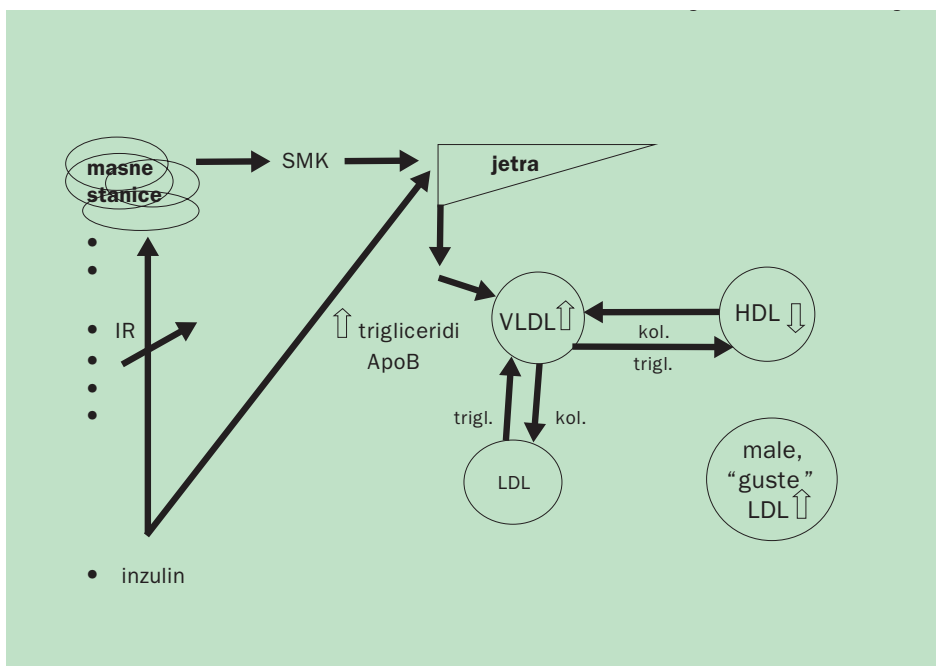 masne
stanice
SMK
jetra
• IR
trigliceridi
ApoB
VLDL
HDL
kol.
trigl.
trigl.
kol.
LDL
male,
“guste”
LDL
• inzulin